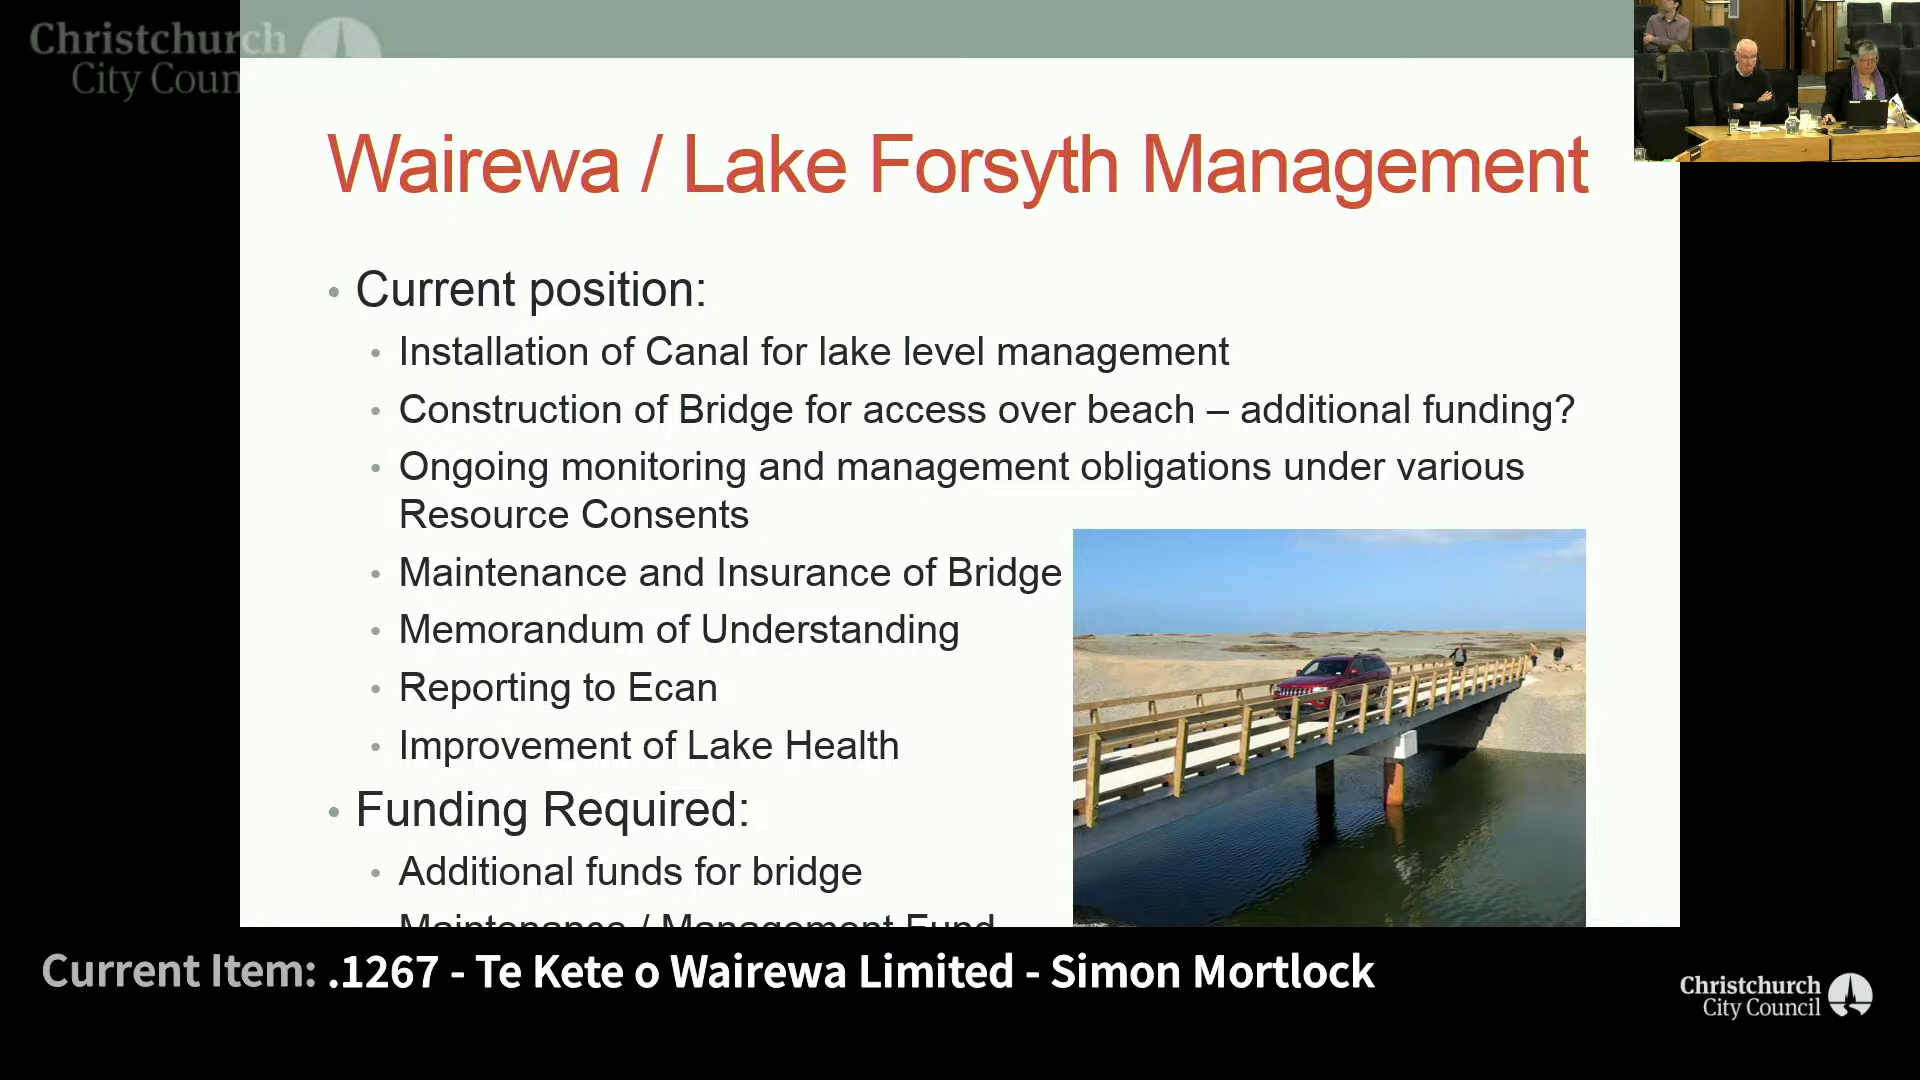 Christchurch
City Coun
Wairewa / Lake Forsyth Management
• Current position:
• Installation of Canal for lake level management
• Construction of Bridge for access over beach – additional funding?
• Ongoing monitoring and management obligations under various
Resource Consents
• Maintenance and Insurance of Bridge
• Memorandum of Understanding
• Reporting to Ecan
• Improvement of Lake Health
• Funding Required:
• Additional funds for bridge
Maintenance / Management Fund
Current Item: .1267 - Te Kete o Wairewa Limited - Simon Mortlock
Christchurch
City Council